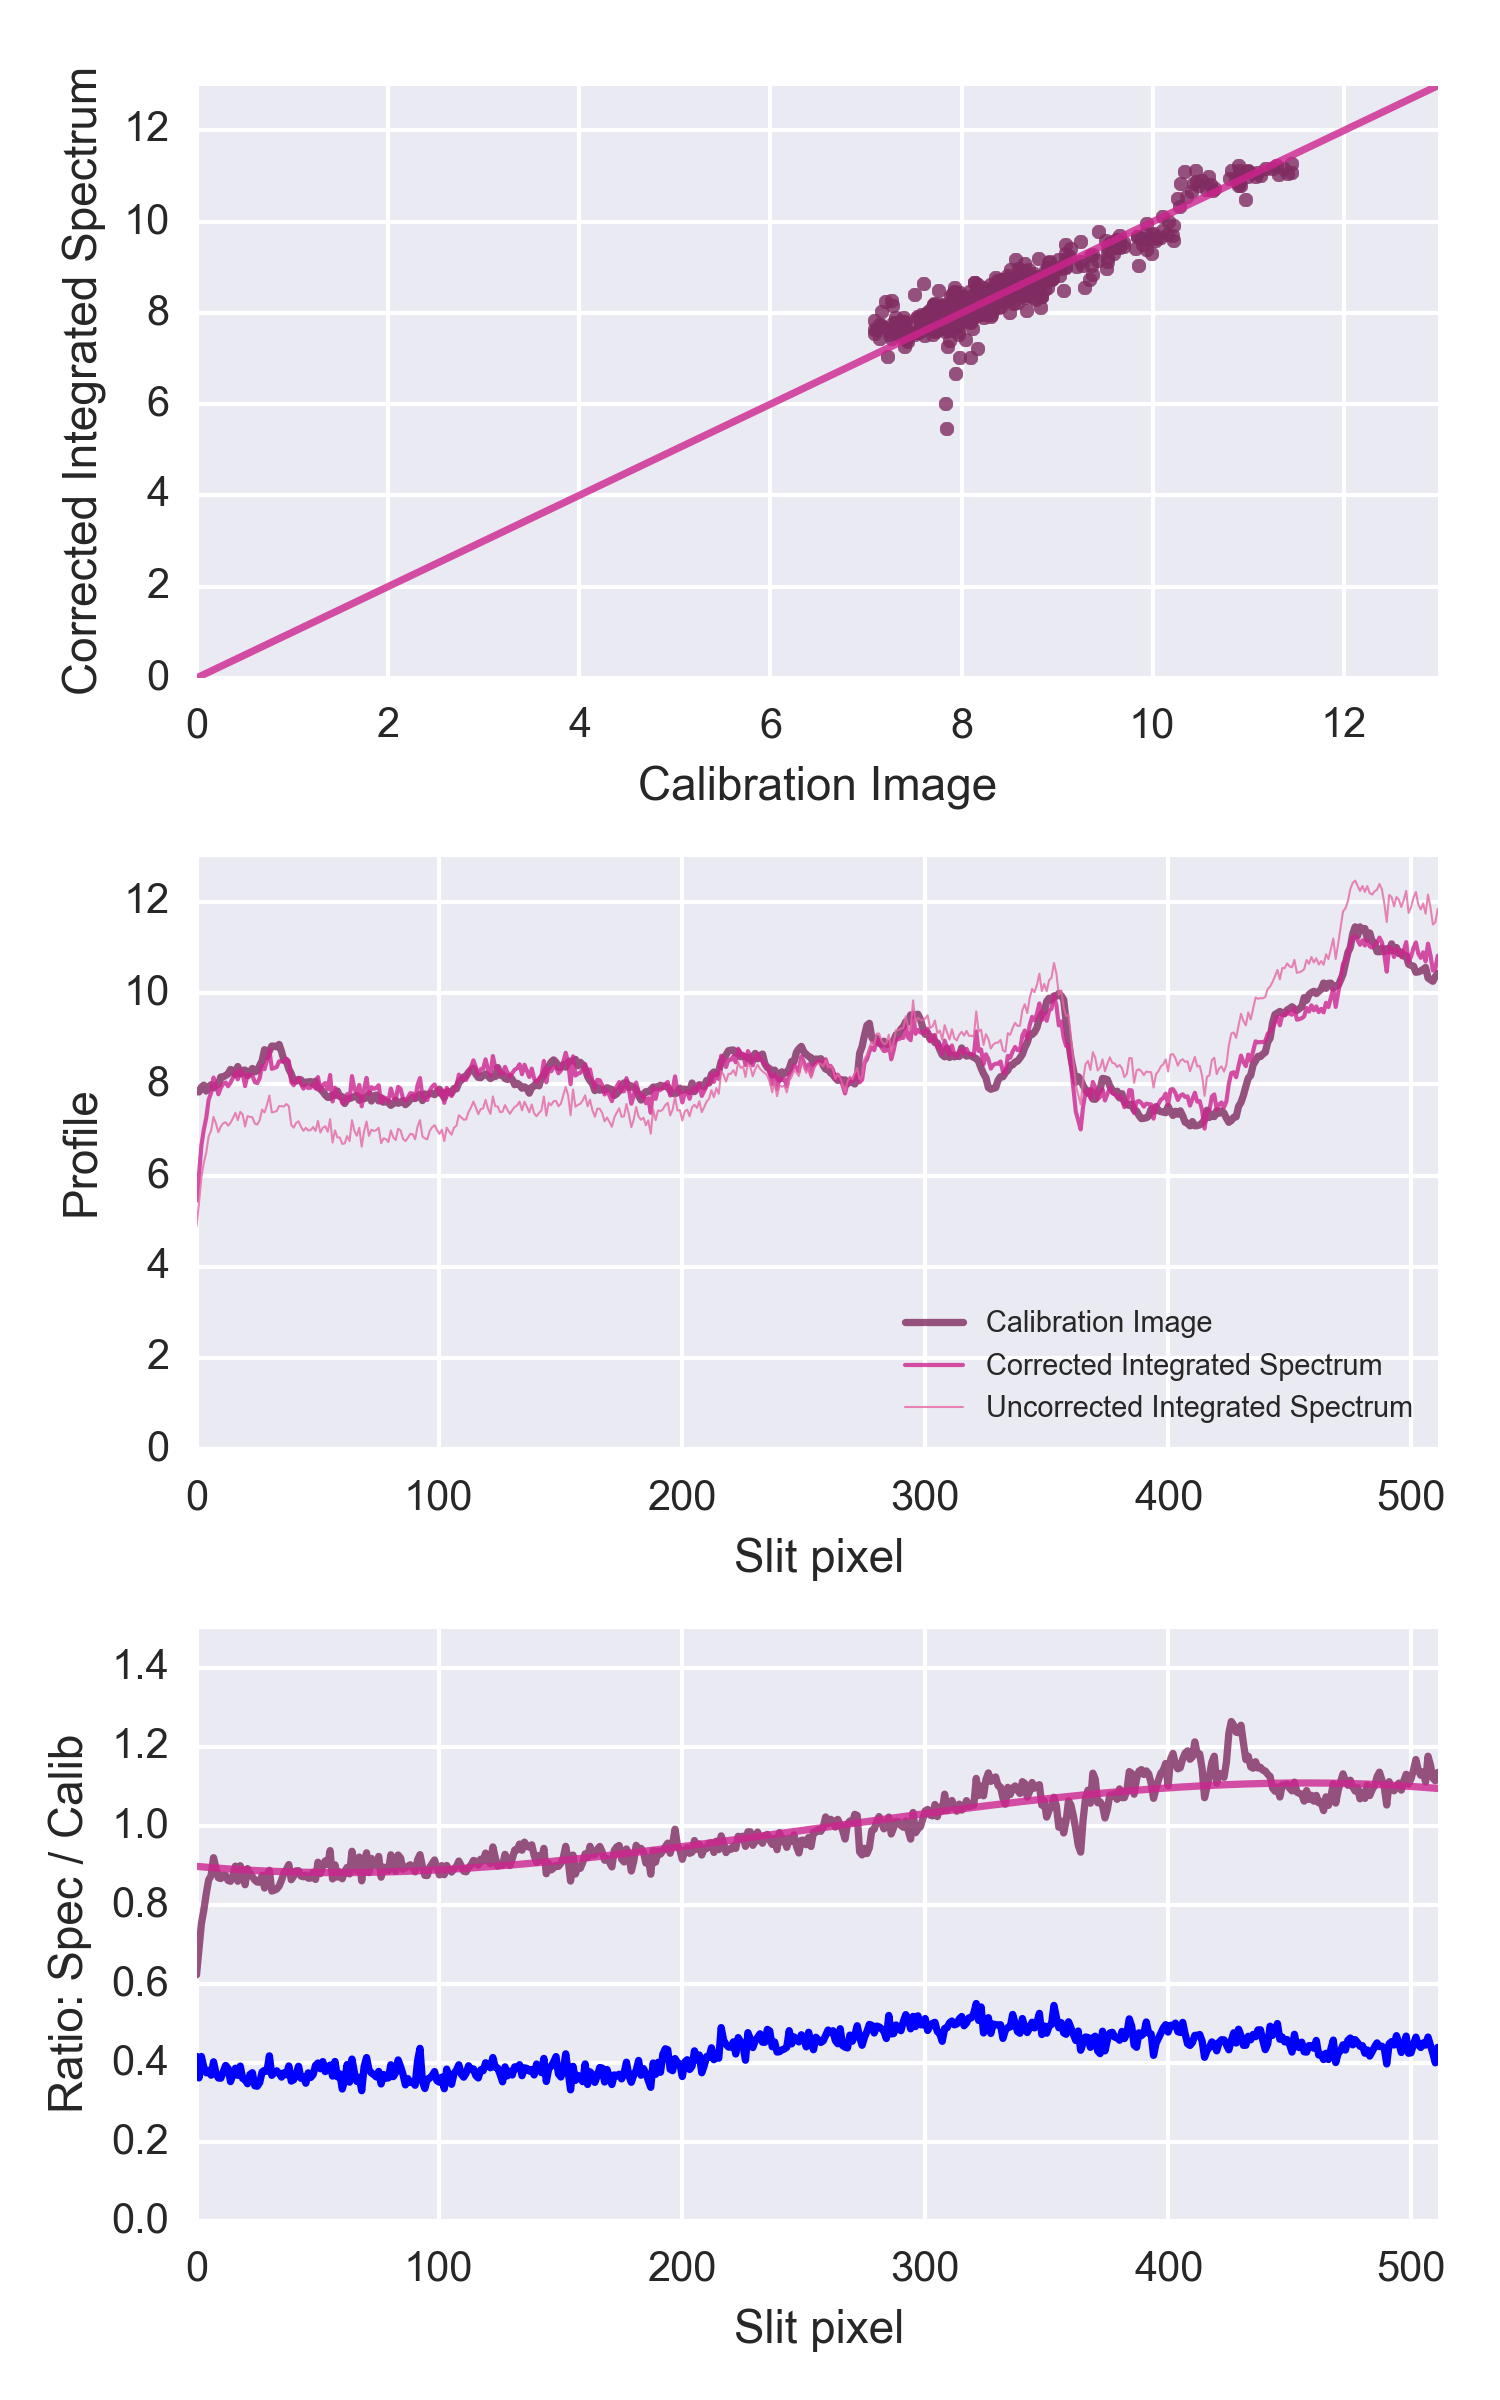 Corrected Integrated Spectrum
12
10
8
6
4
2
0
0 2 4 6 8 10 12
Calibration Image
Profile
12
10
8
6
4
2
0
Calibration Image
Corrected Integrated Spectrum
Uncorrected Integrated Spectrum
0 100 200 300 400 500
Slit pixel
Ratio: Spec / Calib
1.4
1.2
1.0
0.8
0.6
0.4
0.2
0.0
0 100 200 300 400 500
Slit pixel